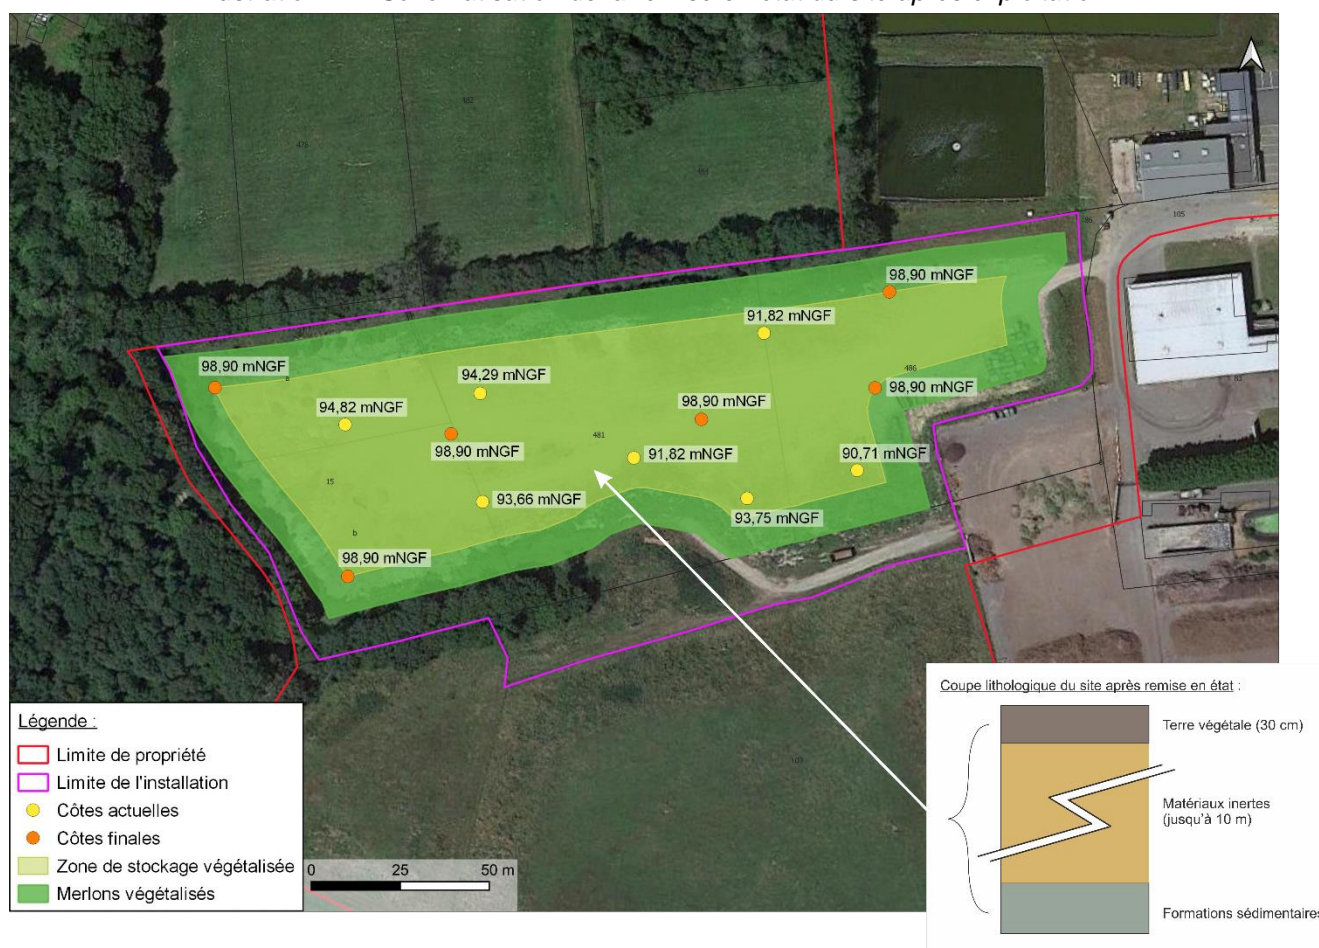 98,90 mNGF
91,82 mNGF
98,90 mNGF
94,29 mNGF
98,90 mNGF
94,82 mNGF
98,90 mNGF
98,90 mNGF
91,82 mNGF
90,71 mNGF
93,66 mNGF
93,75 mNGF
98,90 mNGF
105
486
481
15
b
Légende :
Limite de propriété
Limite de l'installation
Côtes actuelles
Côtes finales
Zone de stockage végétalisée
Merlons végétalisés
0 25 50 m
Coupe lithologique du site après remise en état :
Terre végétale (30 cm)
Matériaux inertes
(jusqu'à 10 m)
Formations sédimentaires